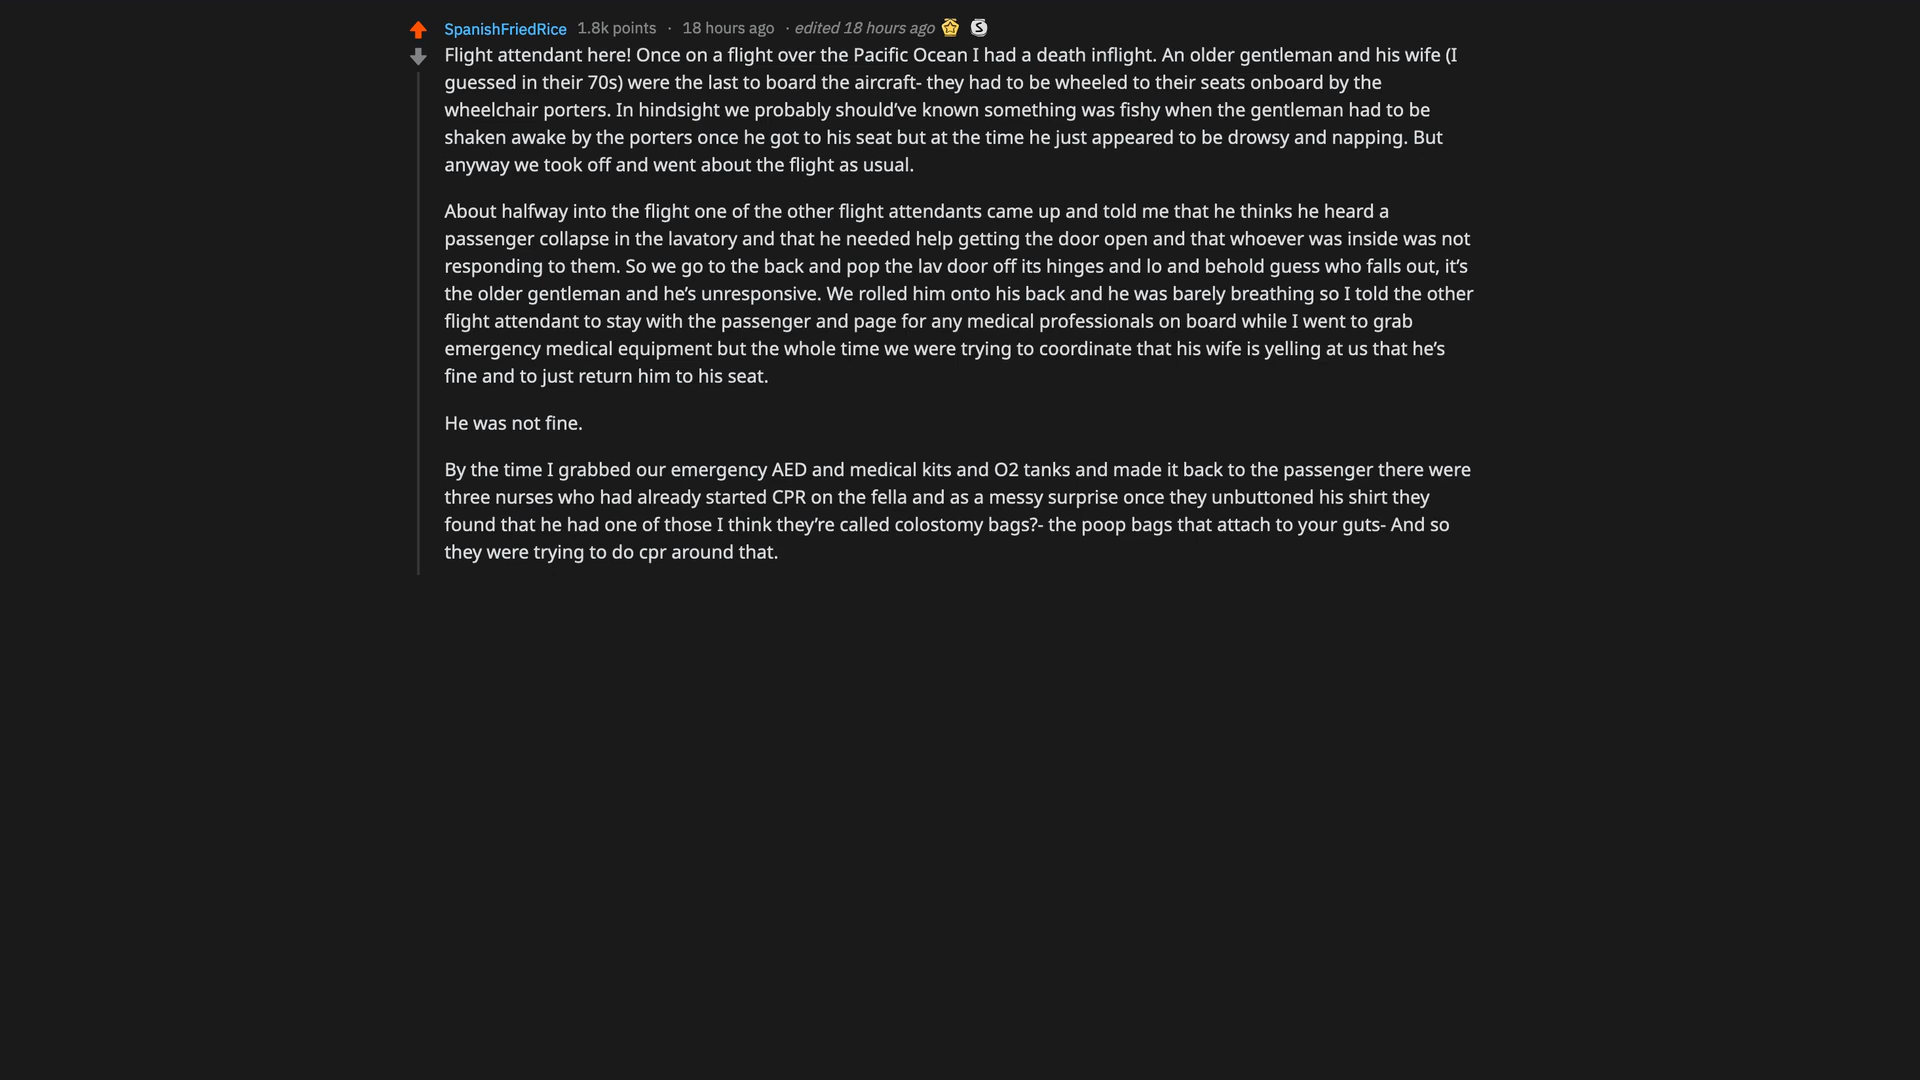 SpanishFriedRice 1.8k points · 18 hours ago · edited 18 hours ago
Flight attendant here! Once on a flight over the Pacific Ocean I had a death inflight. An older gentleman and his wife (I
guessed in their 70s) were the last to board the aircraft- they had to be wheeled to their seats onboard by the
wheelchair porters. In hindsight we probably should’ve known something was fishy when the gentleman had to be
shaken awake by the porters once he got to his seat but at the time he just appeared to be drowsy and napping. But
anyway we took off and went about the flight as usual.
About halfway into the flight one of the other flight attendants came up and told me that he thinks he heard a
passenger collapse in the lavatory and that he needed help getting the door open and that whoever was inside was not
responding to them. So we go to the back and pop the lav door off its hinges and lo and behold guess who falls out, it’s
the older gentleman and he’s unresponsive. We rolled him onto his back and he was barely breathing so I told the other
flight attendant to stay with the passenger and page for any medical professionals on board while I went to grab
emergency medical equipment but the whole time we were trying to coordinate that his wife is yelling at us that he’s
fine and to just return him to his seat.
He was not fine.
By the time I grabbed our emergency AED and medical kits and O2 tanks and made it back to the passenger there were
three nurses who had already started CPR on the fella and as a messy surprise once they unbuttoned his shirt they
found that he had one of those I think they’re called colostomy bags?- the poop bags that attach to your guts- And so
they were trying to do cpr around that.